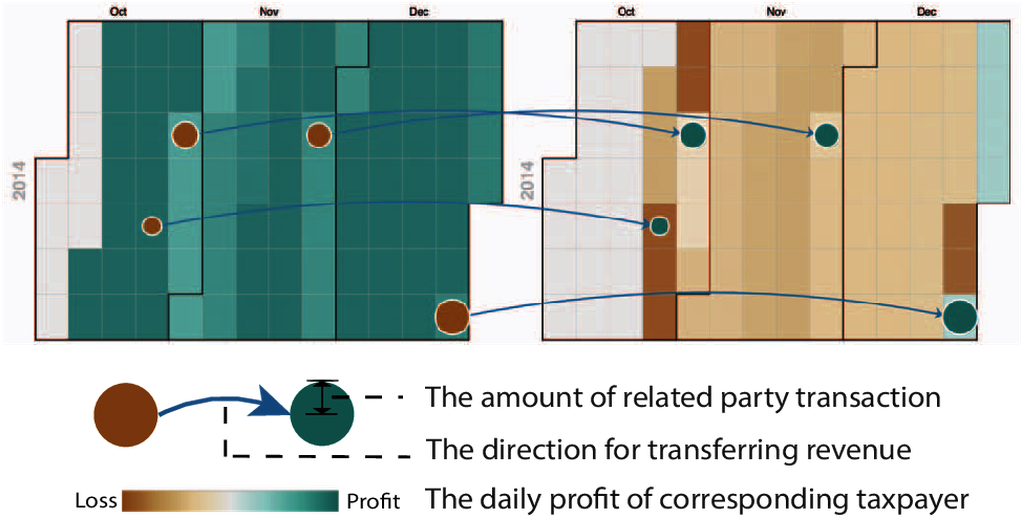 Oct Nov Dec Oct Nov Dec
2014 2014
The amount of related party transaction
The direction for transferring revenue
Loss Profit The daily profit of corresponding taxpayer